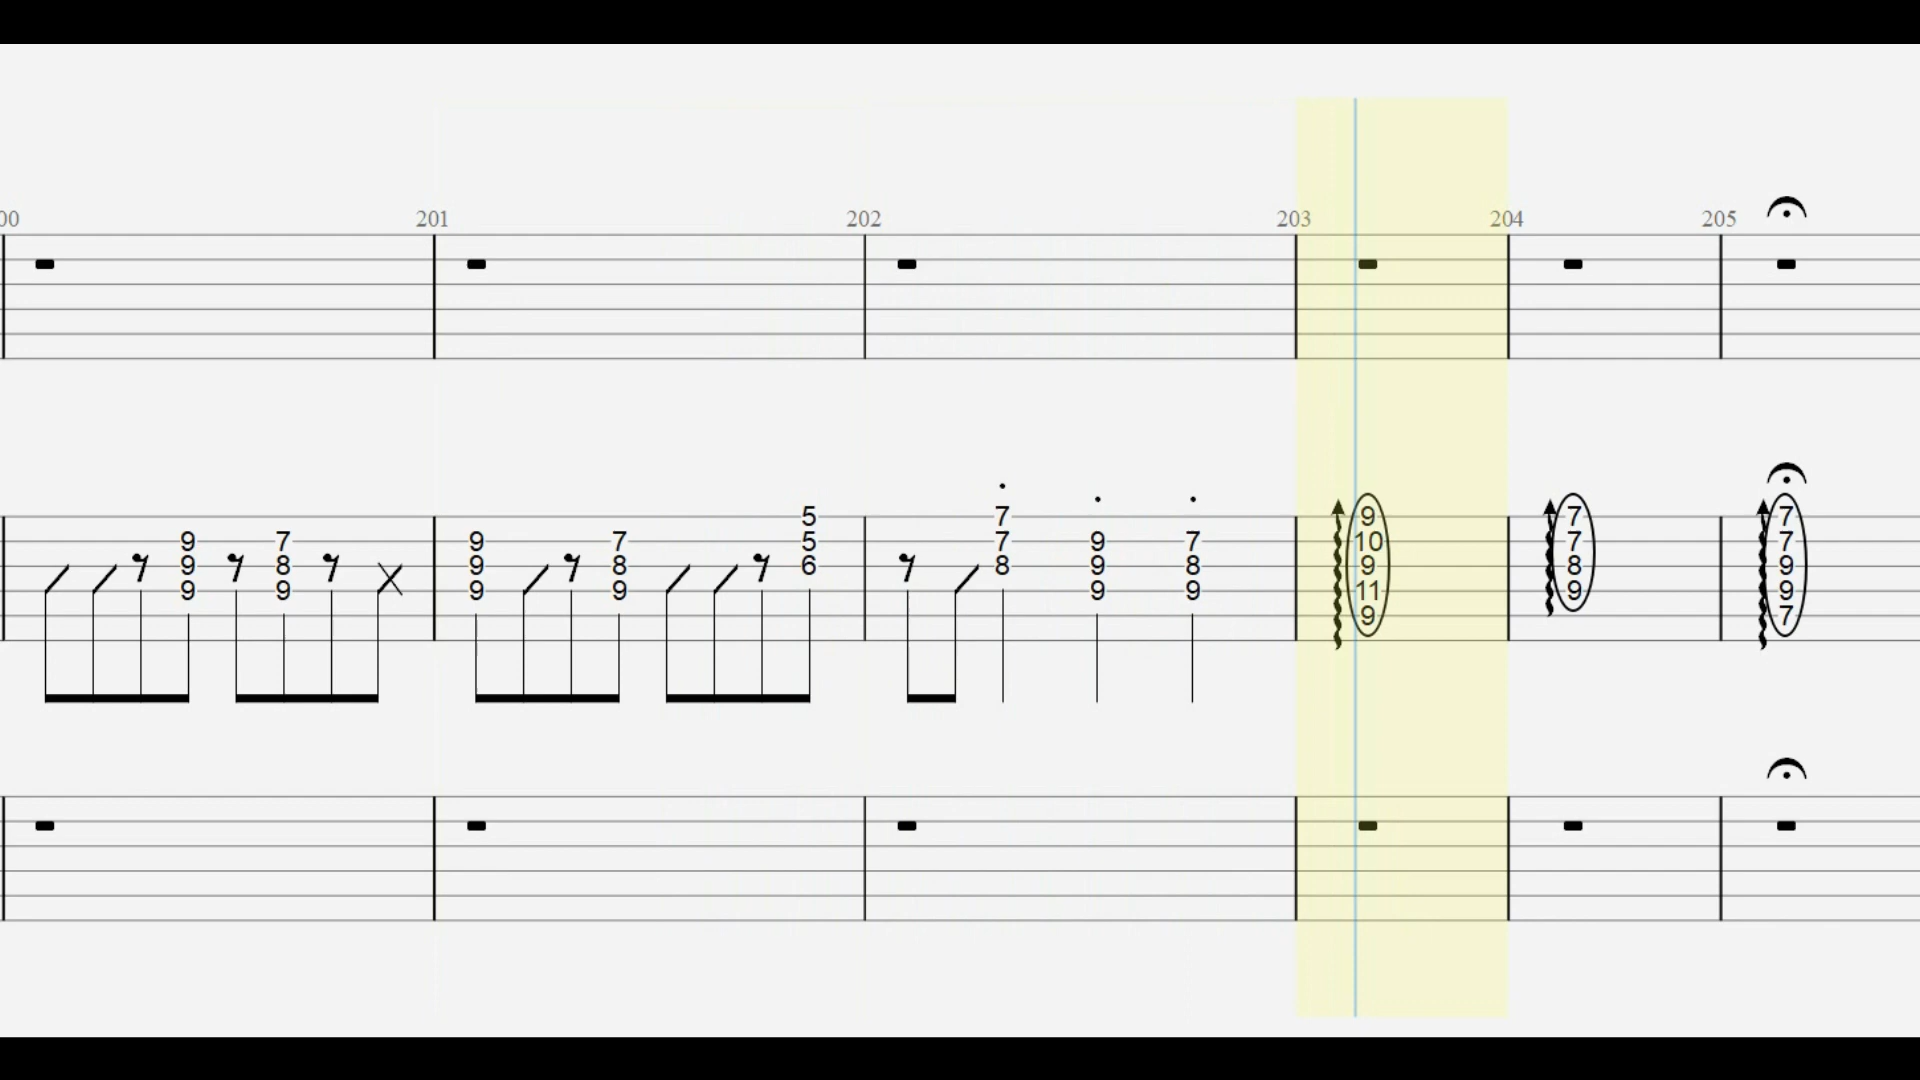 00 201 202 203 204 205
5 7 9 7 7
9 7 9 7 5 7 9 7 10 7 7
9 8 9 8 6 8 9 8 9 8 9
9 9 9 9 9 9 11 9 9
9 7